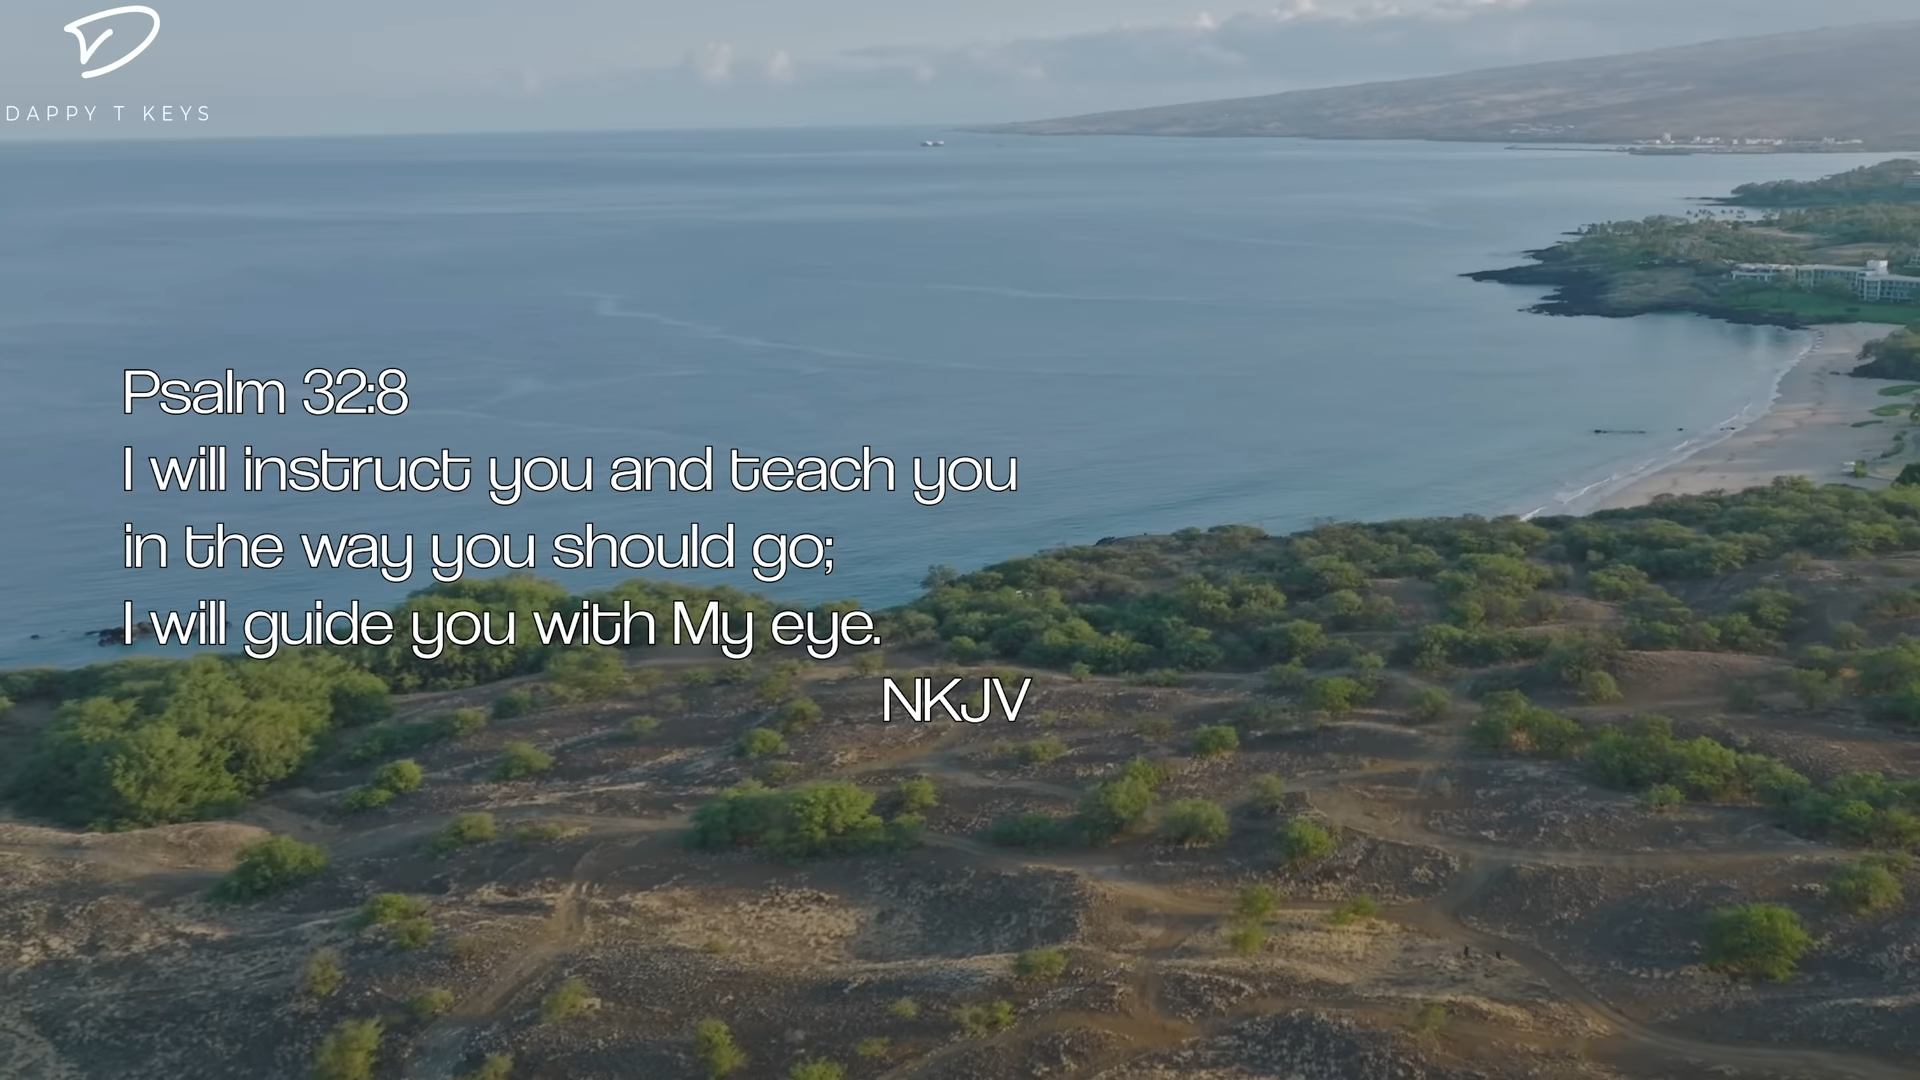 DAPPY T KEYS
Psalm 32:8
I will instruct you and teach you
in the way you should go;
I will guide you with My eye.
NKJV